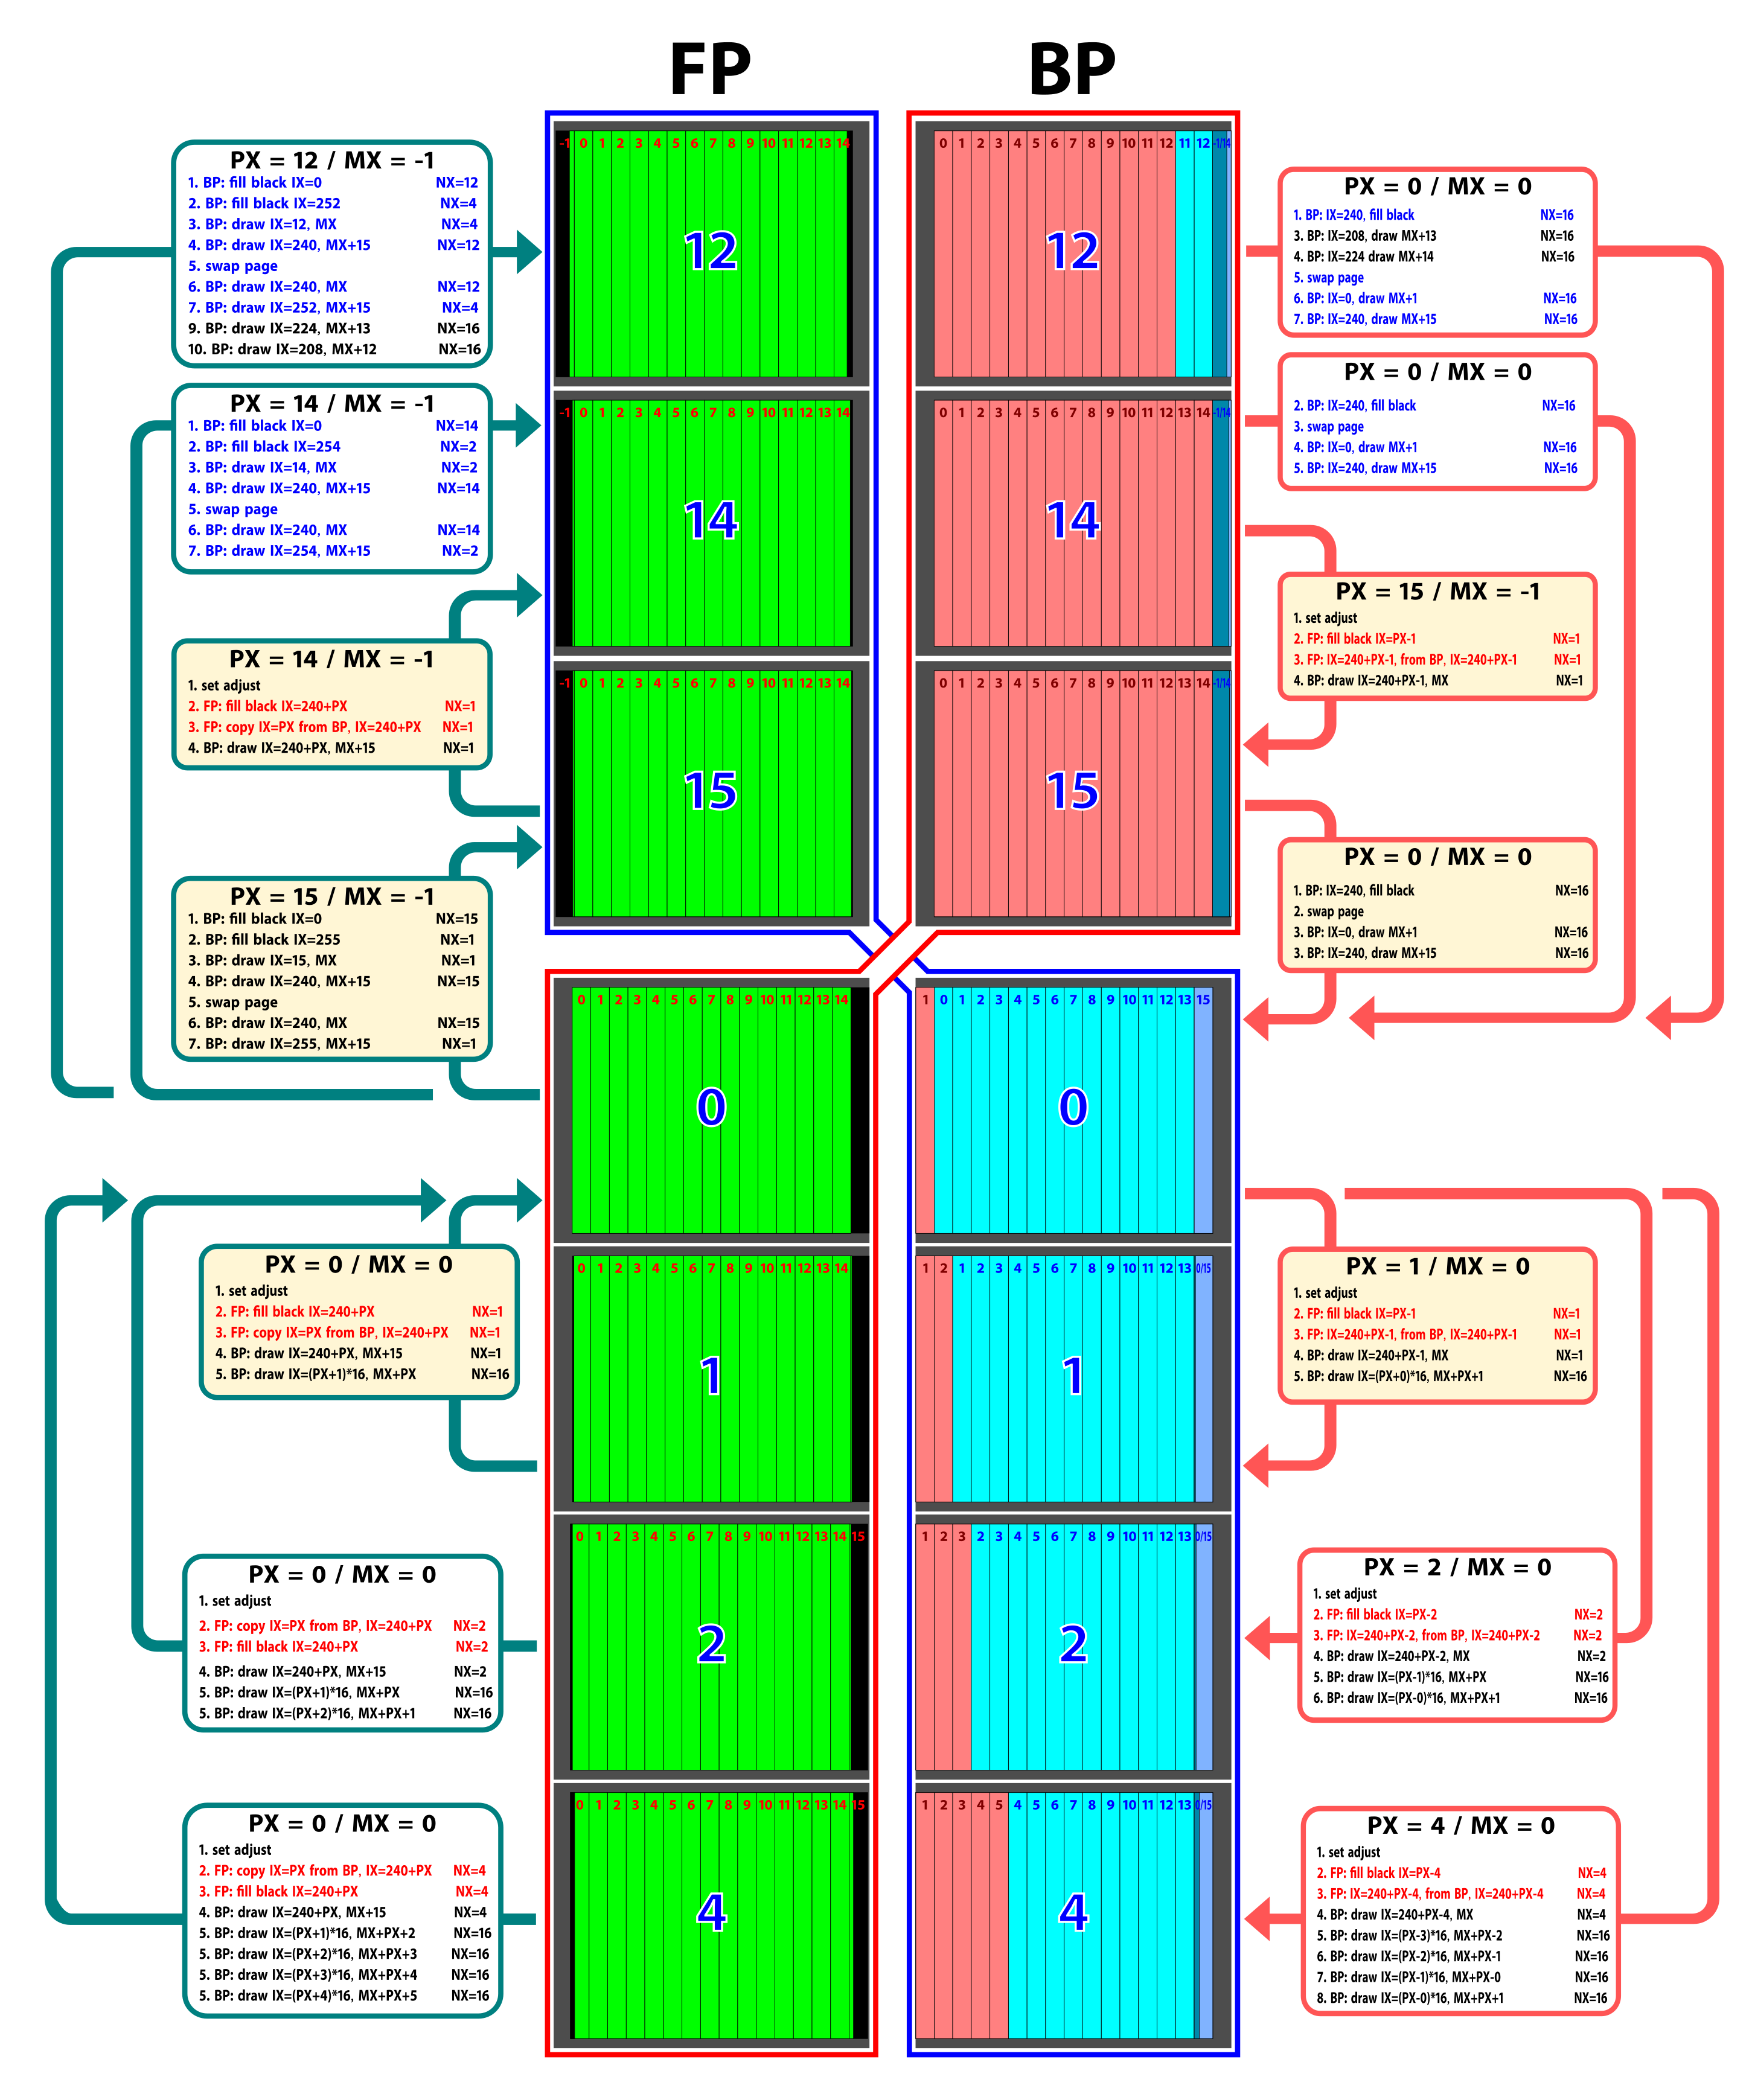 FP
BP
PX = 12 / MX = -1
1. BP: fill black IX=0 NX=12
2. BP: fill black IX=252 NX=4
3. BP: draw IX=12, MX NX=4
4. BP: draw IX=240, MX+15 NX=12
5. swap page
6. BP: draw IX=240, MX NX=12
7. BP: draw IX=252, MX+15 NX=4
9. BP: draw IX=224, MX+13 NX=16
10. BP: draw IX=208, MX+12 NX=16
-1 0 1 2 3 4 5 6 7 8 9 10 11 12 13 14
12
0 1 2 3 4 5 6 7 8 9 10 11 12 11 12 -1/14
12
PX = 0 / MX = 0
1. BP: IX=240, fill black NX=16
3. BP: IX=208, draw MX+13 NX=16
4. BP: IX=224 draw MX+14 NX=16
5. swap page
6. BP: IX=0, draw MX+1 NX=16
7. BP: IX=240, draw MX+15 NX=16
PX = 14 / MX = -1
1. BP: fill black IX=0 NX=14
2. BP: fill black IX=254 NX=2
3. BP: draw IX=14, MX NX=2
4. BP: draw IX=240, MX+15 NX=14
5. swap page
6. BP: draw IX=240, MX NX=14
7. BP: draw IX=254, MX+15 NX=2
-1 0 1 2 3 4 5 6 7 8 9 10 11 12 13 14
14
0 1 2 3 4 5 6 7 8 9 10 11 12 13 14 -1/14
14
PX = 0 / MX = 0
2. BP: IX=240, fill black NX=16
3. swap page
4. BP: IX=0, draw MX+1 NX=16
5. BP: IX=240, draw MX+15 NX=16
PX = 15 / MX = -1
1. set adjust
2. FP: fill black IX=PX-1 NX=1
3. FP: IX=240+PX-1, from BP, IX=240+PX-1 NX=1
4. BP: draw IX=240+PX-1, MX NX=1
PX = 14 / MX = -1
1. set adjust
2. FP: fill black IX=240+PX NX=1
3. FP: copy IX=PX from BP, IX=240+PX NX=1
4. BP: draw IX=240+PX, MX+15 NX=1
-1 0 1 2 3 4 5 6 7 8 9 10 11 12 13 14
15
0 1 2 3 4 5 6 7 8 9 10 11 12 13 14 -1/14
15
PX = 15 / MX = -1
1. BP: fill black IX=0 NX=15
2. BP: fill black IX=255 NX=1
3. BP: draw IX=15, MX NX=1
4. BP: draw IX=240, MX+15 NX=15
5. swap page
6. BP: draw IX=240, MX NX=15
7. BP: draw IX=255, MX+15 NX=1
PX = 0 / MX = 0
1. BP: IX=240, fill black NX=16
2. swap page
3. BP: IX=0, draw MX+1 NX=16
3. BP: IX=240, draw MX+15 NX=16
0 1 2 3 4 5 6 7 8 9 10 11 12 13 14
0
1 0 1 2 3 4 5 6 7 8 9 10 11 12 13 15
0
PX = 0 / MX = 0
1. set adjust
2. FP: fill black IX=240+PX NX=1
3. FP: copy IX=PX from BP, IX=240+PX NX=1
4. BP: draw IX=240+PX, MX+15 NX=1
5. BP: draw IX=(PX+1)*16, MX+PX NX=16
0 1 2 3 4 5 6 7 8 9 10 11 12 13 14
1
1 2 1 2 3 4 5 6 7 8 9 10 11 12 13 0/15
1
PX = 1 / MX = 0
1. set adjust
2. FP: fill black IX=PX-1 NX=1
3. FP: IX=240+PX-1, from BP, IX=240+PX-1 NX=1
4. BP: draw IX=240+PX-1, MX NX=1
5. BP: draw IX=(PX+0)*16, MX+PX+1 NX=16
PX = 0 / MX = 0
1. set adjust
2. FP: copy IX=PX from BP, IX=240+PX NX=2
3. FP: fill black IX=240+PX NX=2
4. BP: draw IX=240+PX, MX+15 NX=2
5. BP: draw IX=(PX+1)*16, MX+PX NX=16
5. BP: draw IX=(PX+2)*16, MX+PX+1 NX=16
0 1 2 3 4 5 6 7 8 9 10 11 12 13 14 15
2
1 2 3 2 3 4 5 6 7 8 9 10 11 12 13 0/15
2
PX = 2 / MX = 0
1. set adjust
2. FP: fill black IX=PX-2 NX=2
3. FP: IX=240+PX-2, from BP, IX=240+PX-2 NX=2
4. BP: draw IX=240+PX-2, MX NX=2
5. BP: draw IX=(PX-1)*16, MX+PX NX=16
6. BP: draw IX=(PX-0)*16, MX+PX+1 NX=16
PX = 0 / MX = 0
1. set adjust
2. FP: copy IX=PX from BP, IX=240+PX NX=4
3. FP: fill black IX=240+PX NX=4
4. BP: draw IX=240+PX, MX+15 NX=4
5. BP: draw IX=(PX+1)*16, MX+PX+2 NX=16
5. BP: draw IX=(PX+2)*16, MX+PX+3 NX=16
5. BP: draw IX=(PX+3)*16, MX+PX+4 NX=16
5. BP: draw IX=(PX+4)*16, MX+PX+5 NX=16
0 1 2 3 4 5 6 7 8 9 10 11 12 13 14 15
4
1 2 3 4 5 4 5 6 7 8 9 10 11 12 13 0/15
4
PX = 4 / MX = 0
1. set adjust
2. FP: fill black IX=PX-4 NX=4
3. FP: IX=240+PX-4, from BP, IX=240+PX-4 NX=4
4. BP: draw IX=240+PX-4, MX NX=4
5. BP: draw IX=(PX-3)*16, MX+PX-2 NX=16
6. BP: draw IX=(PX-2)*16, MX+PX-1 NX=16
7. BP: draw IX=(PX-1)*16, MX+PX-0 NX=16
8. BP: draw IX=(PX-0)*16, MX+PX+1 NX=16